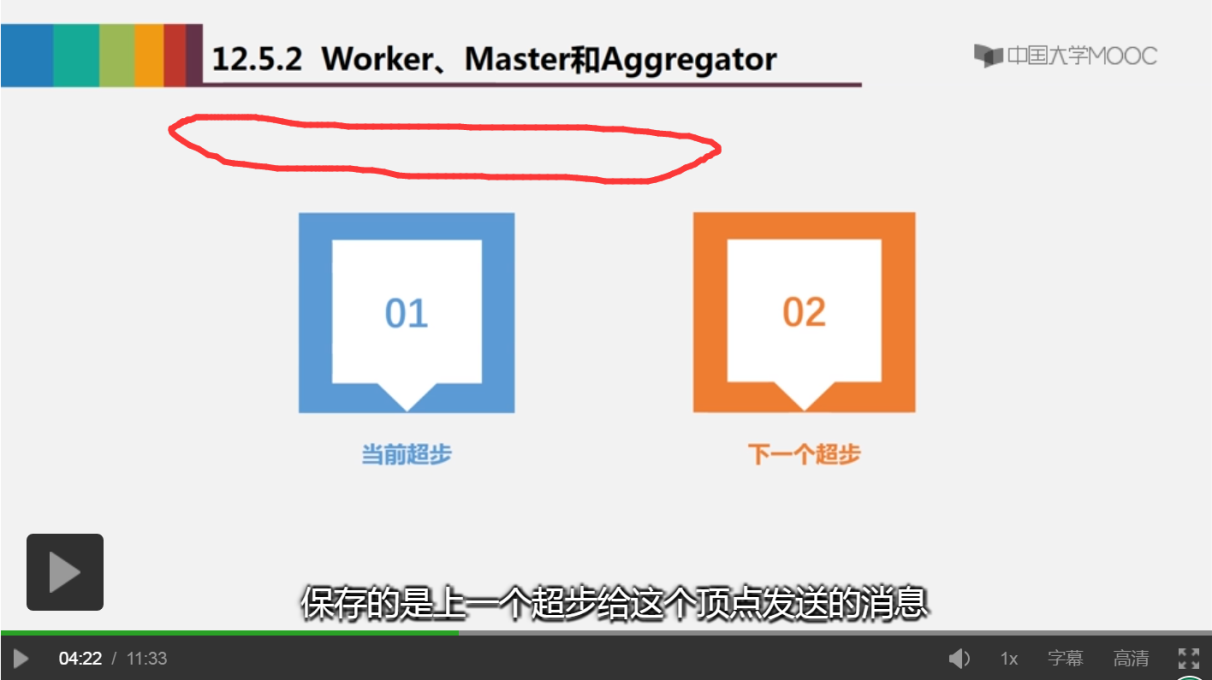 12.5.2 Worker、Master和Aggregator
中国大学MOOC
01
02
当前超步
下一个超步
保存的是上一个超步给这个顶点发送的消息
04:22 / 11:33
1x
字幕
高清